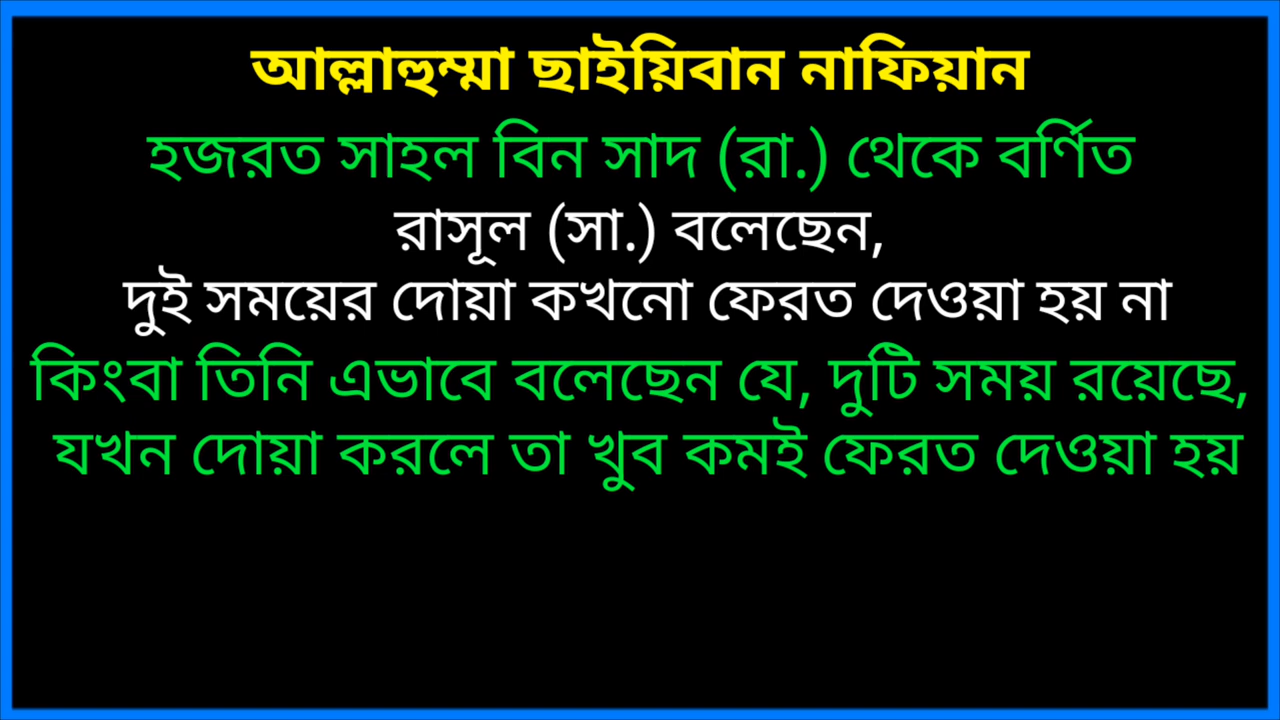 আল্লাহুম্মা ছাইয়িবান নাফিয়ান
হজরত সাহল বিন সাদ (রা.) থেকে বর্ণিত
রাসূল (সা.) বলেছেন,
দুই সময়ের দোয়া কখনো ফেরত দেওয়া হয় না
কিংবা তিনি এভাবে বলেছেন যে, দুটি সময় রয়েছে,
যখন দোয়া করলে তা খুব কমই ফেরত দেওয়া হয়